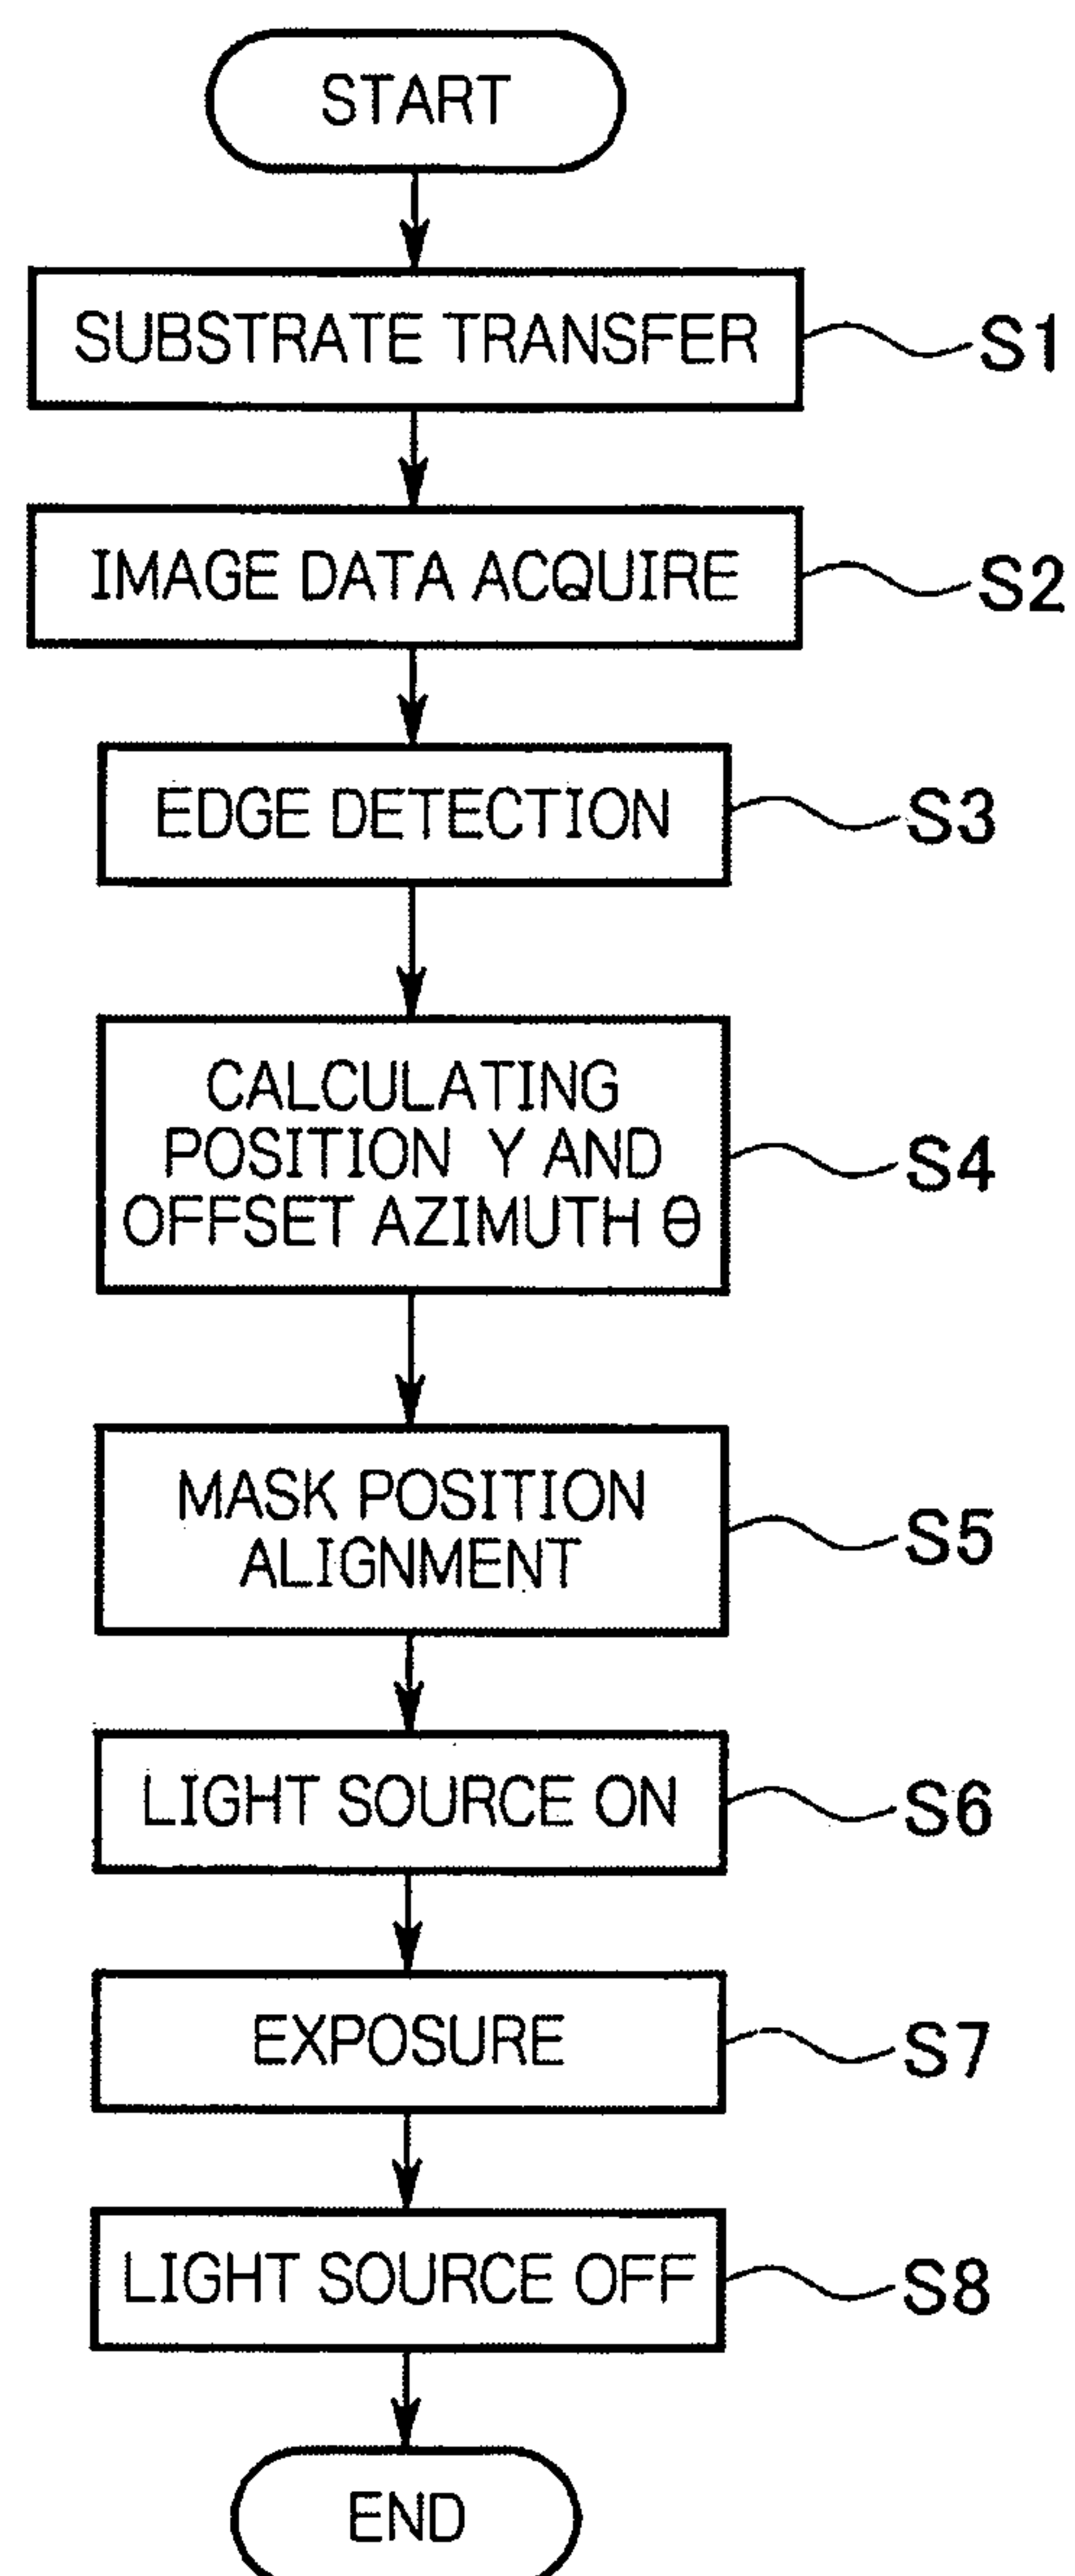 START
SUBSTRATE TRANSFER
S1
IMAGE DATA ACQUIRE
S2
EDGE DETECTION
S3
CALCULATING
POSITION Y AND
OFFSET AZIMUTH θ
S4
MASK POSITION
ALIGNMENT
S5
LIGHT SOURCE ON
S6
EXPOSURE
S7
LIGHT SOURCE OFF
S8
END